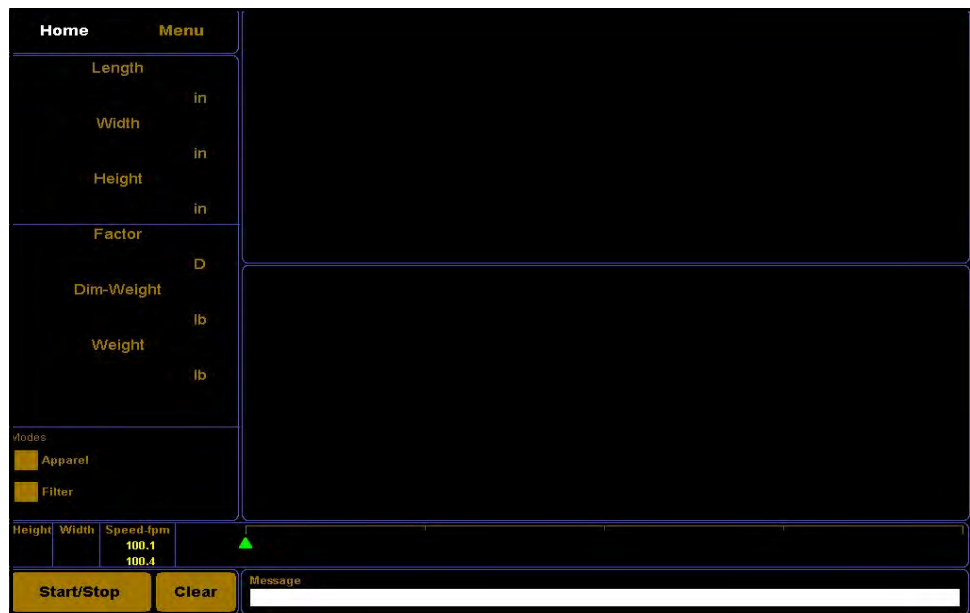 Home Menu
Length
in
Width
in
Height
in
Factor
D
Dim-Weight
lb
Weight
lb
Modes
Apparel
Filter
Height Width Speed-fpm
100.1
100.4
Start/Stop Clear
Message